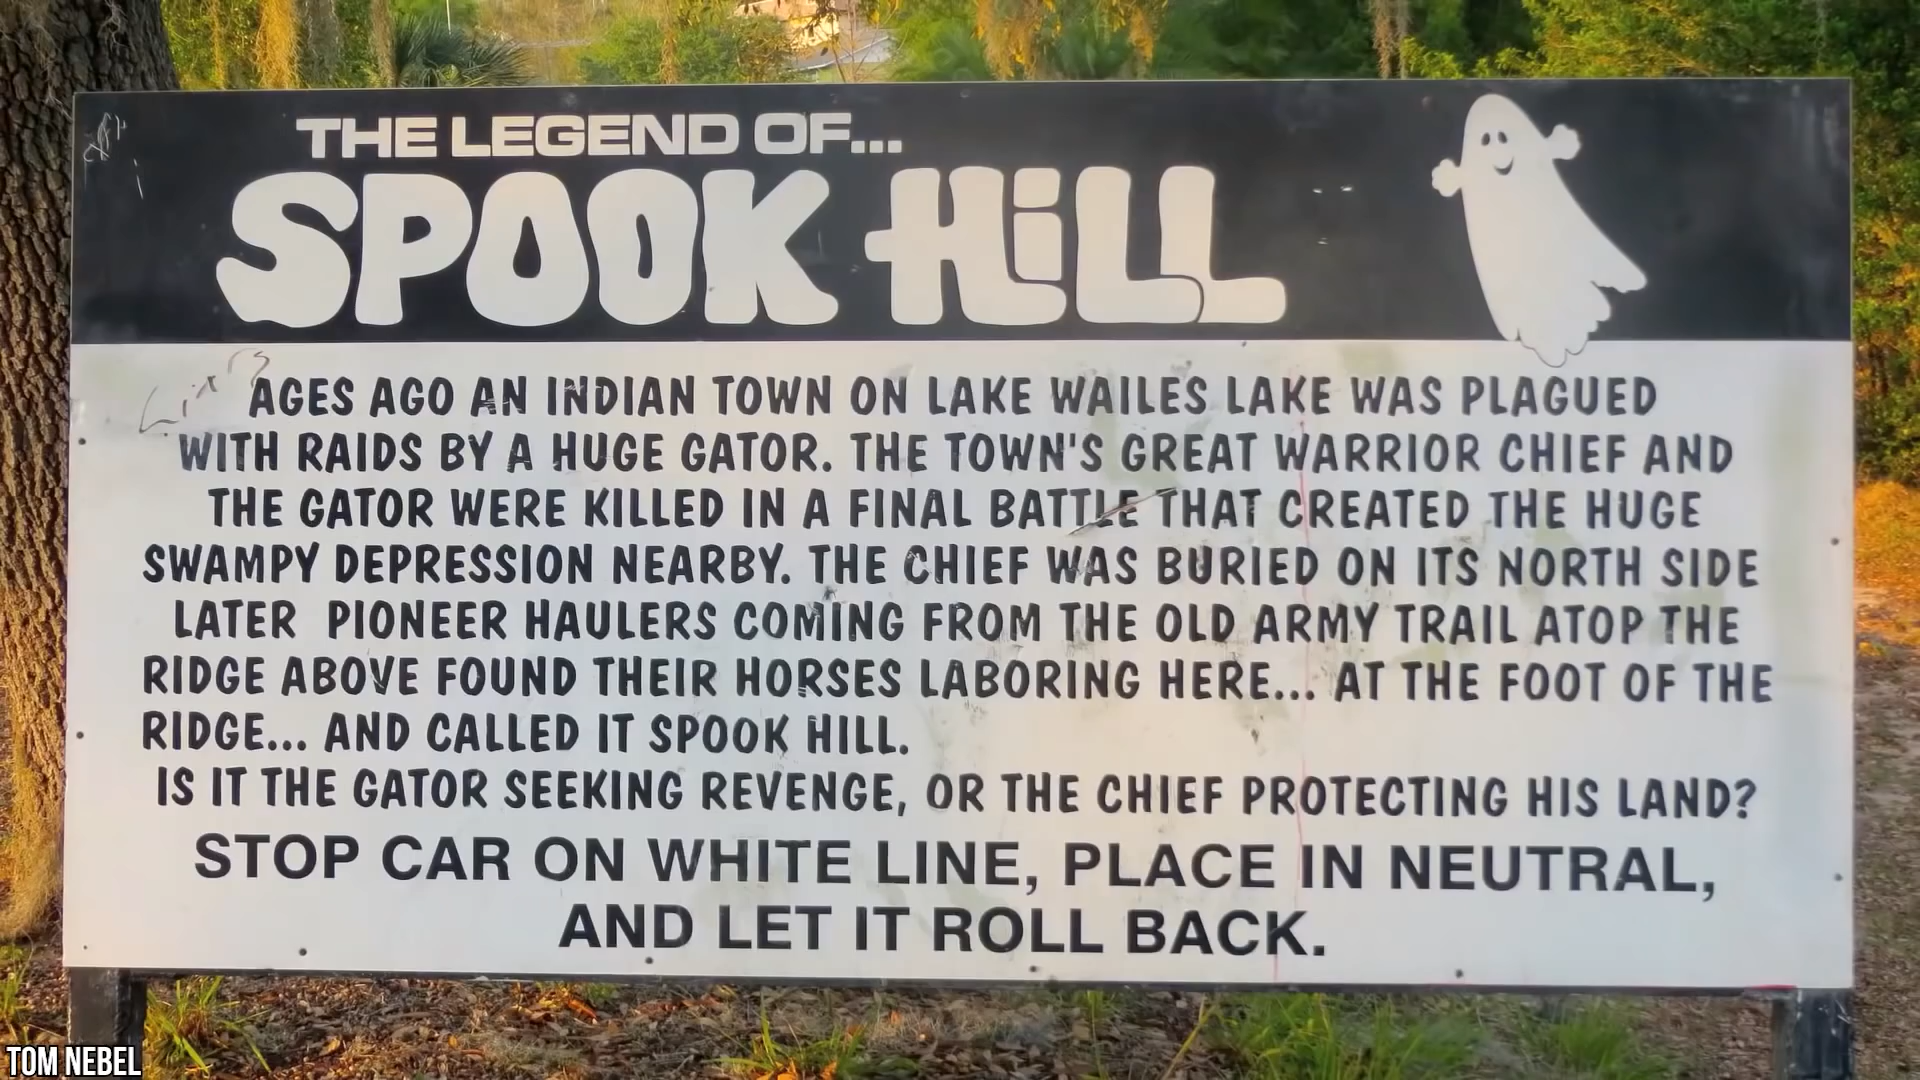 THE LEGEND OF...
SPOOK HiLL
AGES AGO AN INDIAN TOWN ON LAKE WAILES LAKE WAS PLAGUED
WITH RAIDS BY A HUGE GATOR. THE TOWN'S GREAT WARRIOR CHIEF AND
THE GATOR WERE KILLED IN A FINAL BATTLE THAT CREATED THE HUGE
SWAMPY DEPRESSION NEARBY. THE CHIEF WAS BURIED ON ITS NORTH SIDE
LATER PIONEER HAULERS COMING FROM THE OLD ARMY TRAIL ATOP THE
RIDGE ABOVE FOUND THEIR HORSES LABORING HERE... AT THE FOOT OF THE
RIDGE... AND CALLED IT SPOOK HILL.
IS IT THE GATOR SEEKING REVENGE, OR THE CHIEF PROTECTING HIS LAND?
STOP CAR ON WHITE LINE, PLACE IN NEUTRAL,
AND LET IT ROLL BACK.
TOM NEBEL